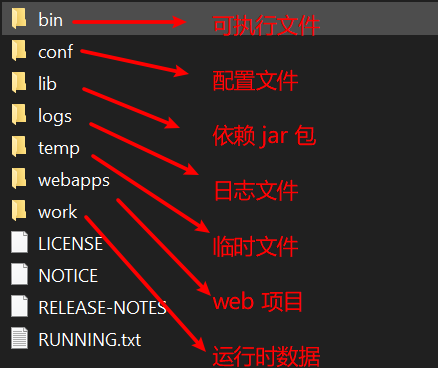 bin
可执行文件
conf
配置文件
lib
依赖 jar 包
logs
日志文件
temp
临时文件
webapps
web 项目
work
运行时数据
LICENSE
NOTICE
RELEASE-NOTES
RUNNING.txt